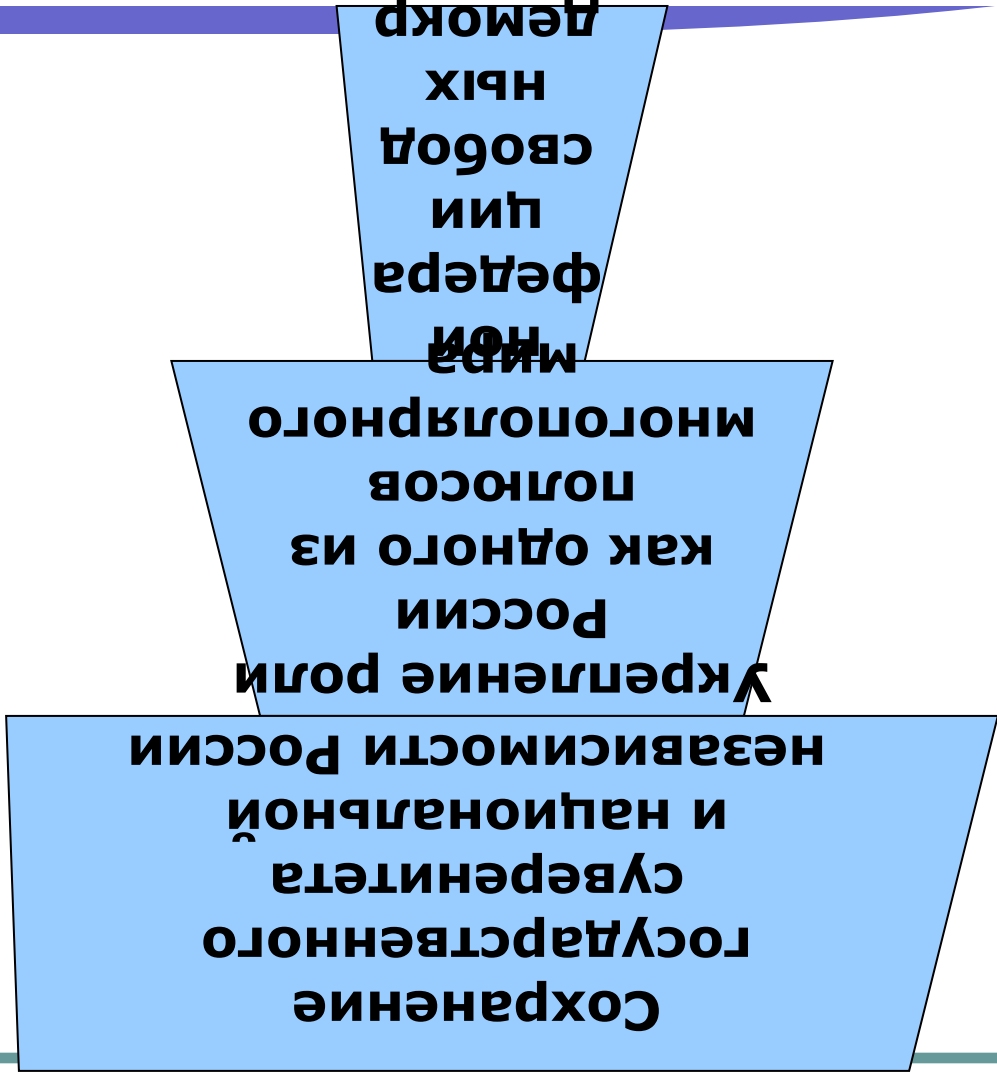 Сохранение
государственного
суверенитета
и национальной
независимости России
Укрепление роли
России
как одного из
полюсов
многополярного
мира
ной
федера
ции
свобод
ных
демокр